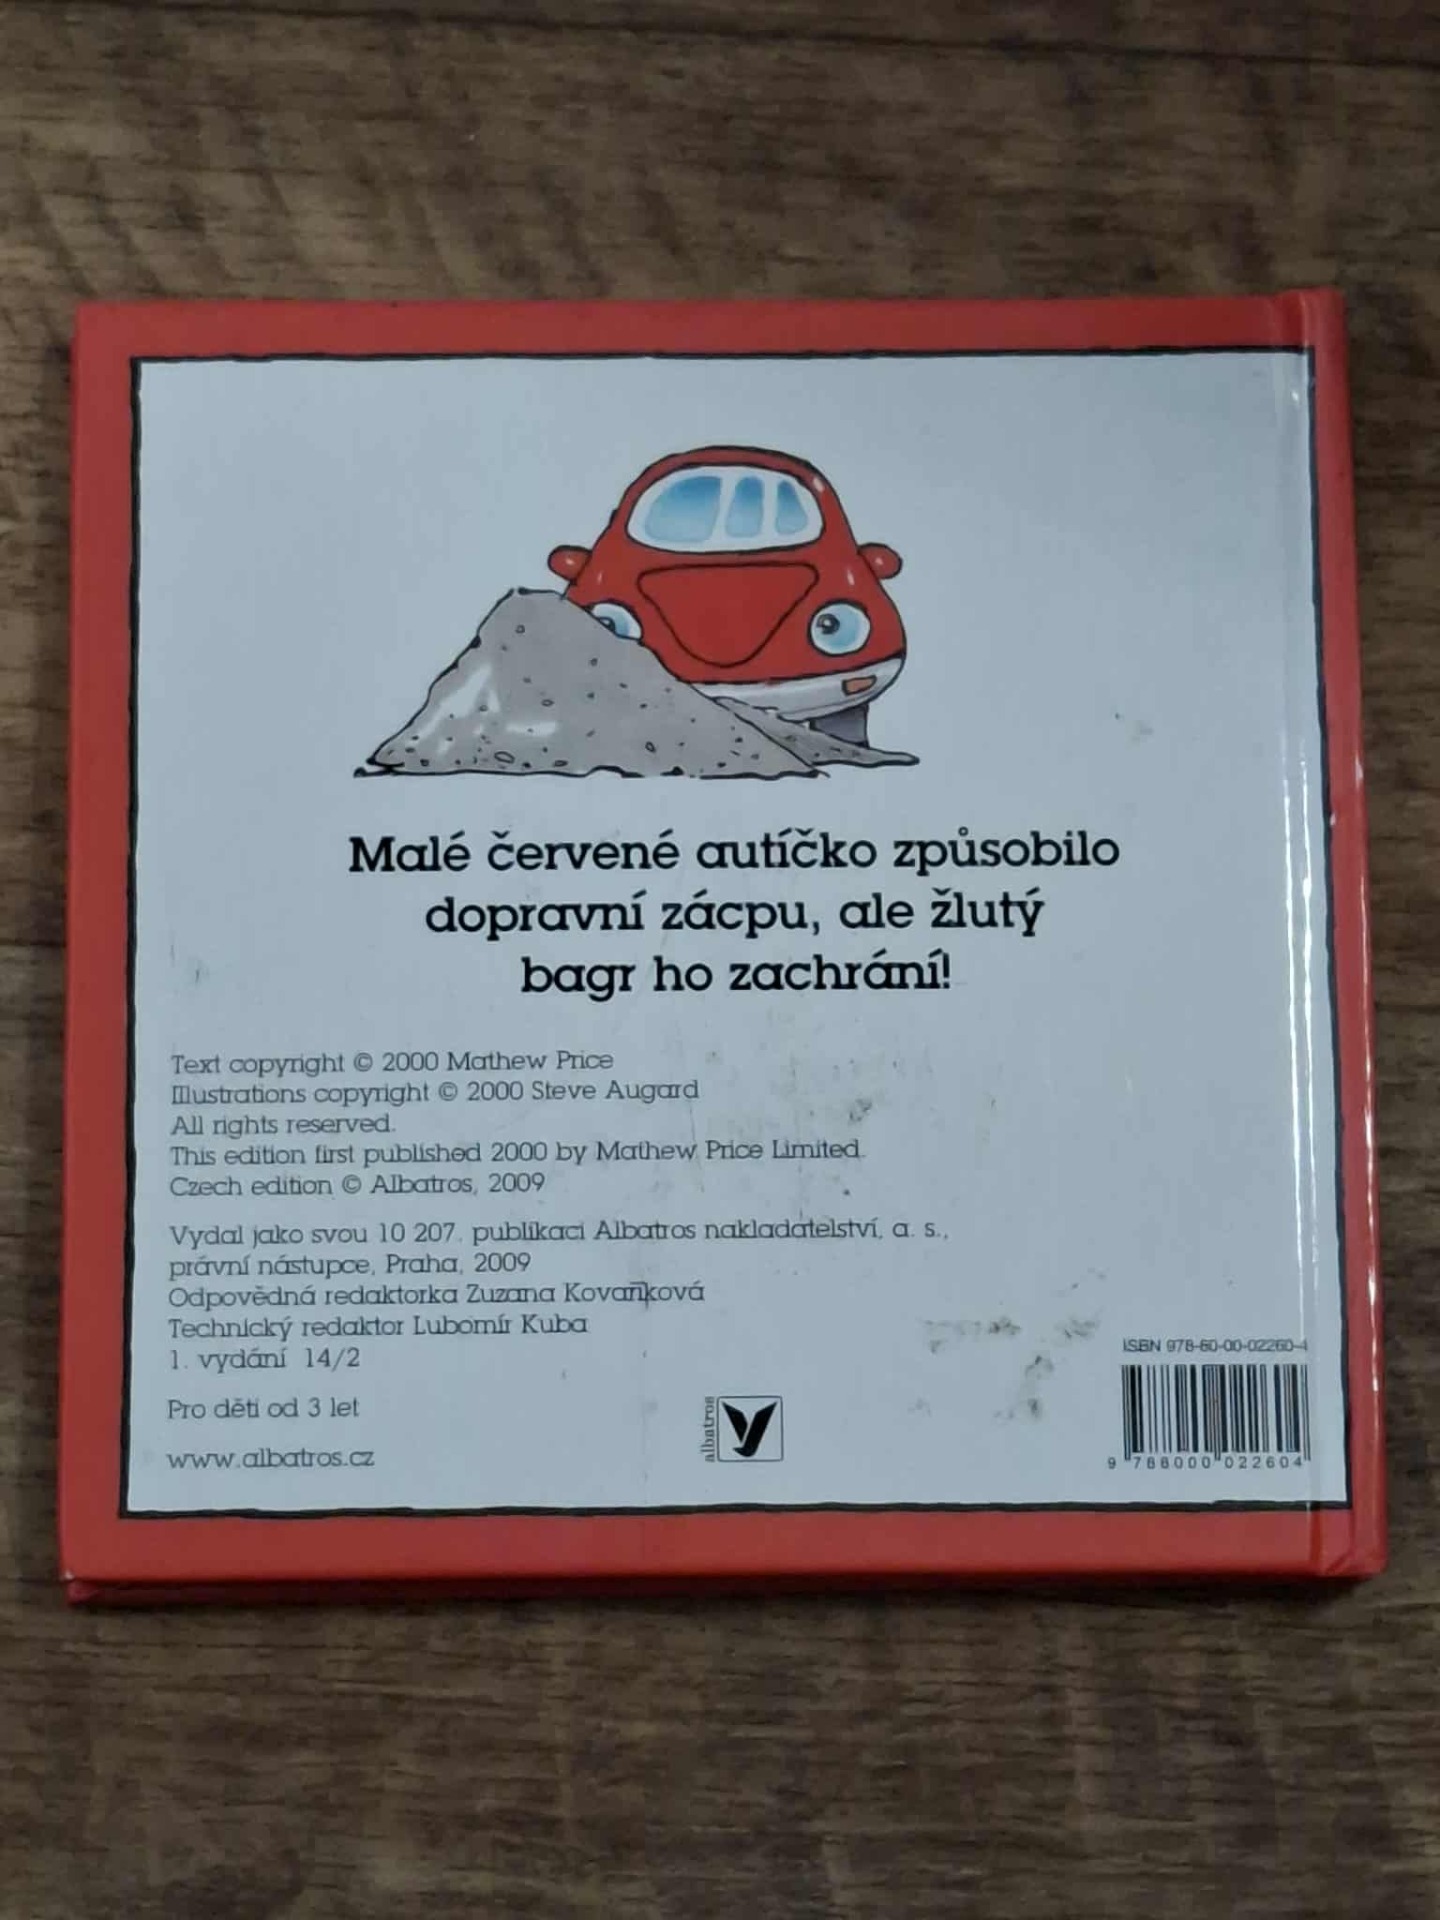 Malé červené autíčko způsobilo
dopravní zácpu, ale žlutý
bagr ho zachrání!
Text copyright © 2000 Mathew Price
Illustrations copyright © 2000 Steve Augard
All rights reserved.
This edition first published 2000 by Mathew Price Limited.
Czech edition © Albatros, 2009
Vydal jako svou 10 207. publikaci Albatros nakladatelství, a. s.,
právní nástupce, Praha, 2009
Odpovědná redaktorka Zuzana Kovaříková
Technický redaktor Lubomír Kuba
1. vydání 14/2
Pro děti od 3 let
www.albatros.cz
albatros
ISBN 978-80-00-02260-4
9 788000 022604